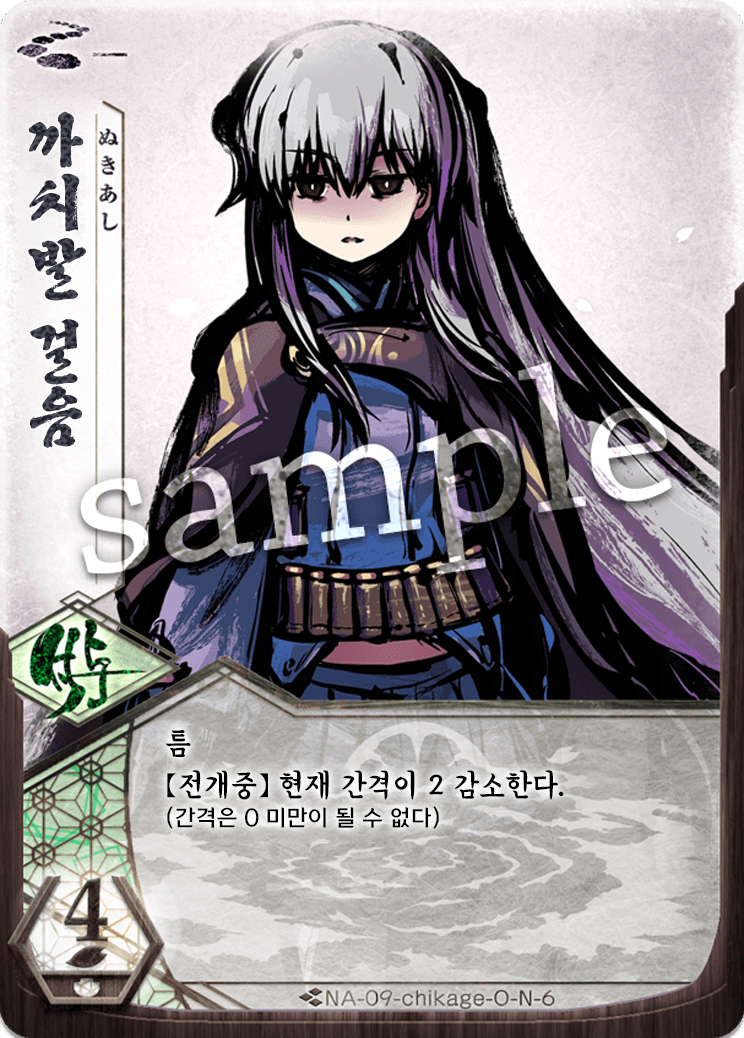 까치발 걸음
ぬきあし
sample
틈
【전개중】 현재 간격이 2 감소한다.
(간격은 0 미만이 될 수 없다)
4
NA-09-chikage-O-N-6